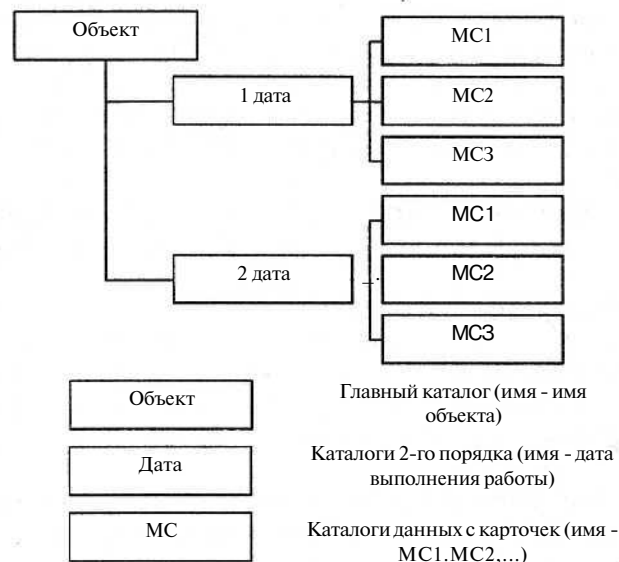 Объект
МС1
1 дата
МС2
МС3
МС1
2 дата
МС2
МС3
Объект
Главный каталог (имя - имя
объекта)
Дата
Каталоги 2-го порядка (имя - дата
выполнения работы)
МС
Каталоги данных с карточек (имя -
МС1.МС2,...)